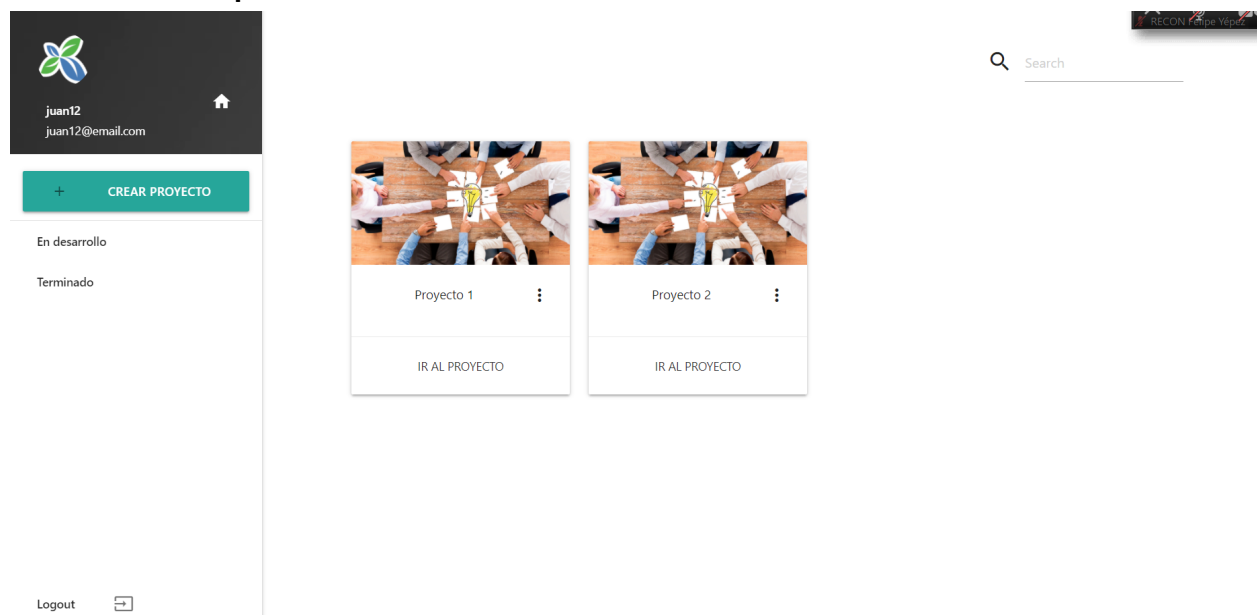 RECON Felipe Yépez
Search
juan12
juan12@email.com
+ CREAR PROYECTO
En desarrollo
Terminado
Proyecto 1
Proyecto 2
IR AL PROYECTO
IR AL PROYECTO
Logout